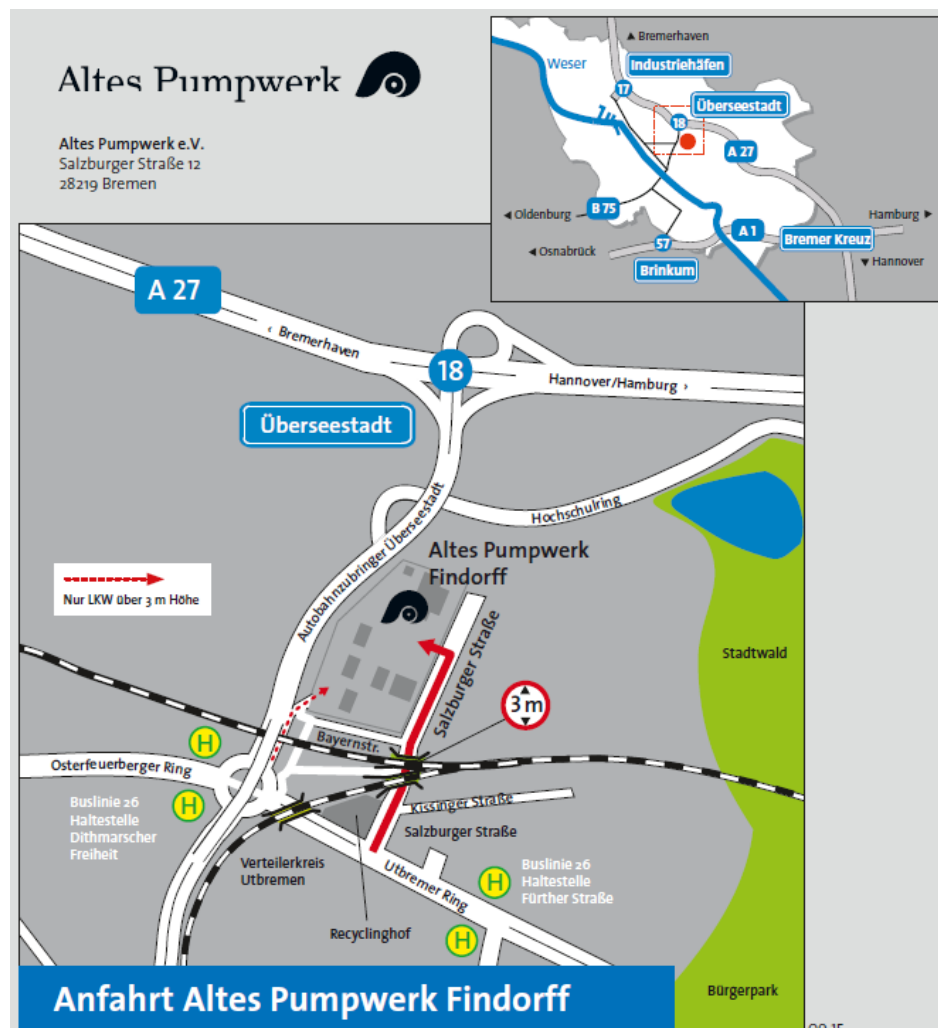 Altes Pumpwerk
Altes Pumpwerk e.V.
Salzburger Straße 12
28219 Bremen
▲ Bremerhaven
Weser
Industriehäfen
17
Überseestadt
18
A 27
◄ Oldenburg
B 75
Hamburg ►
A 1
Bremer Kreuz
◄ Osnabrück
57
Brinkum
▼ Hannover
A 27
‹ Bremerhaven
18
Hannover/Hamburg ›
Überseestadt
Autobahnzubringer Überseestadt
Hochschulring
Altes Pumpwerk
Findorff
Nur LKW über 3 m Höhe
Salzburger Straße
Stadtwald
3 m
Bayernstr.
H
Osterfeuerberger Ring
H
Buslinie 26
Haltestelle
Dithmarscher
Freiheit
Kissinger Straße
Salzburger Straße
Verteilerkreis
Utbremen
Utbremer Ring
H
Buslinie 26
Haltestelle
Fürther Straße
Recyclinghof
H
Bürgerpark
Anfahrt Altes Pumpwerk Findorff